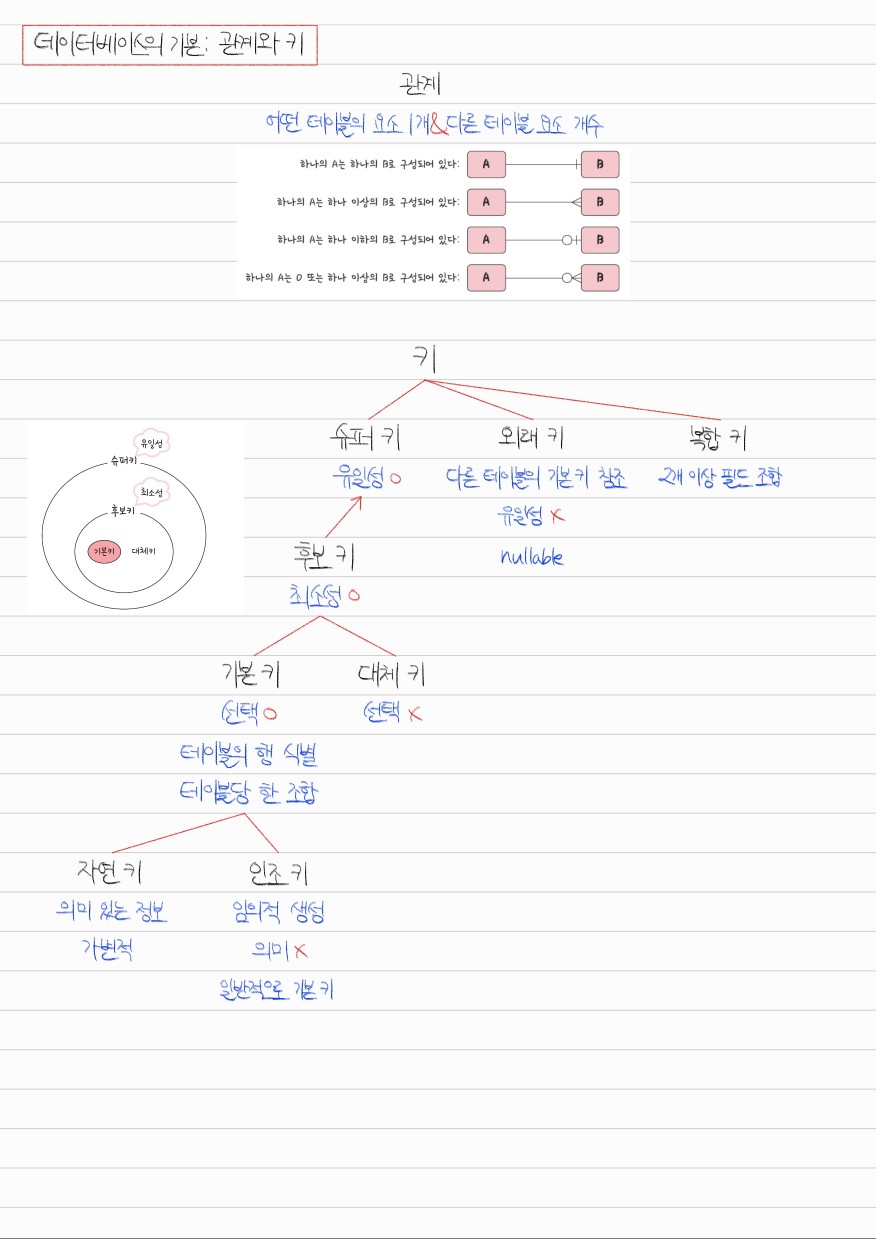 데이터베이스의 기본: 관계와 키
관계
어떤 테이블의 요소 1개&다른 테이블 요소 개수
하나의 A는 하나의 B로 구성되어 있다: A B
하나의 A는 하나 이상의 B로 구성되어 있다: A B
하나의 A는 하나 이하의 B로 구성되어 있다: A B
하나의 A는 0 또는 하나 이상의 B로 구성되어 있다: A B
키
유일성
슈퍼키
최소성
후보키
기본키 대체키
슈퍼 키 외래 키 복합 키
유일성 O 다른 테이블의 기본 키 참조 2개 이상 필드 조합
유일성 X
후보 키 nullable
최소성 O
기본 키 대체 키
선택 O 선택 X
테이블의 행 식별
테이블당 한 조합
자연 키 인조 키
의미 있는 정보 임의적 생성
가변적 의미 X
일반적으로 기본 키